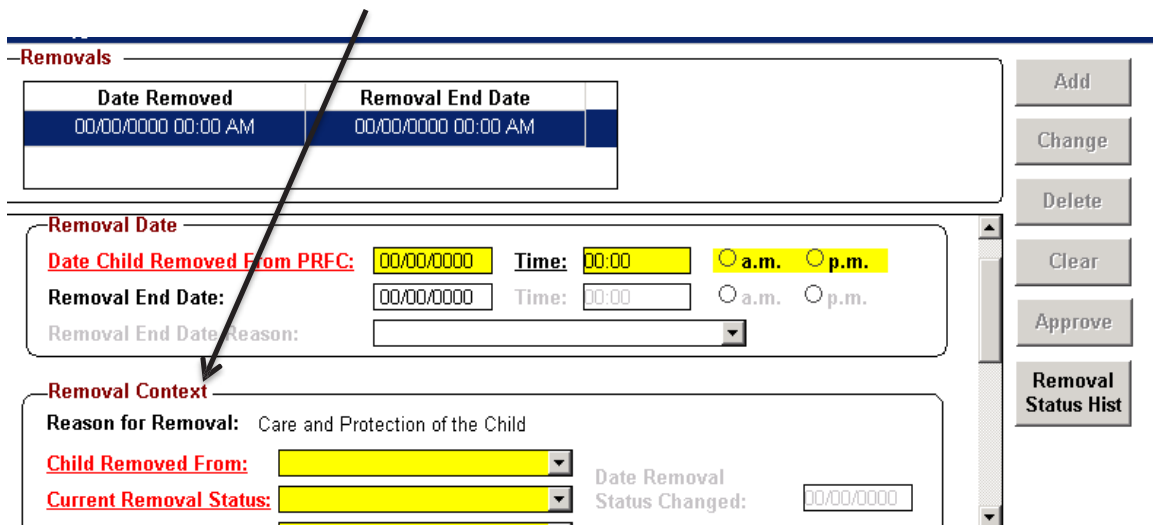 Removals
Date Removed Removal End Date
00/00/0000 00:00 AM 00/00/0000 00:00 AM
Add
Change
Delete
Clear
Approve
Removal
Status Hist
Removal Date
Date Child Removed From PRFC: 00/00/0000 Time: 00:00 a.m. p.m.
Removal End Date: 00/00/0000 Time: 00:00 a.m. p.m.
Removal End Date Reason:
Removal Context
Reason for Removal: Care and Protection of the Child
Child Removed From:
Date Removal
Status Changed: 00/00/0000
Current Removal Status: